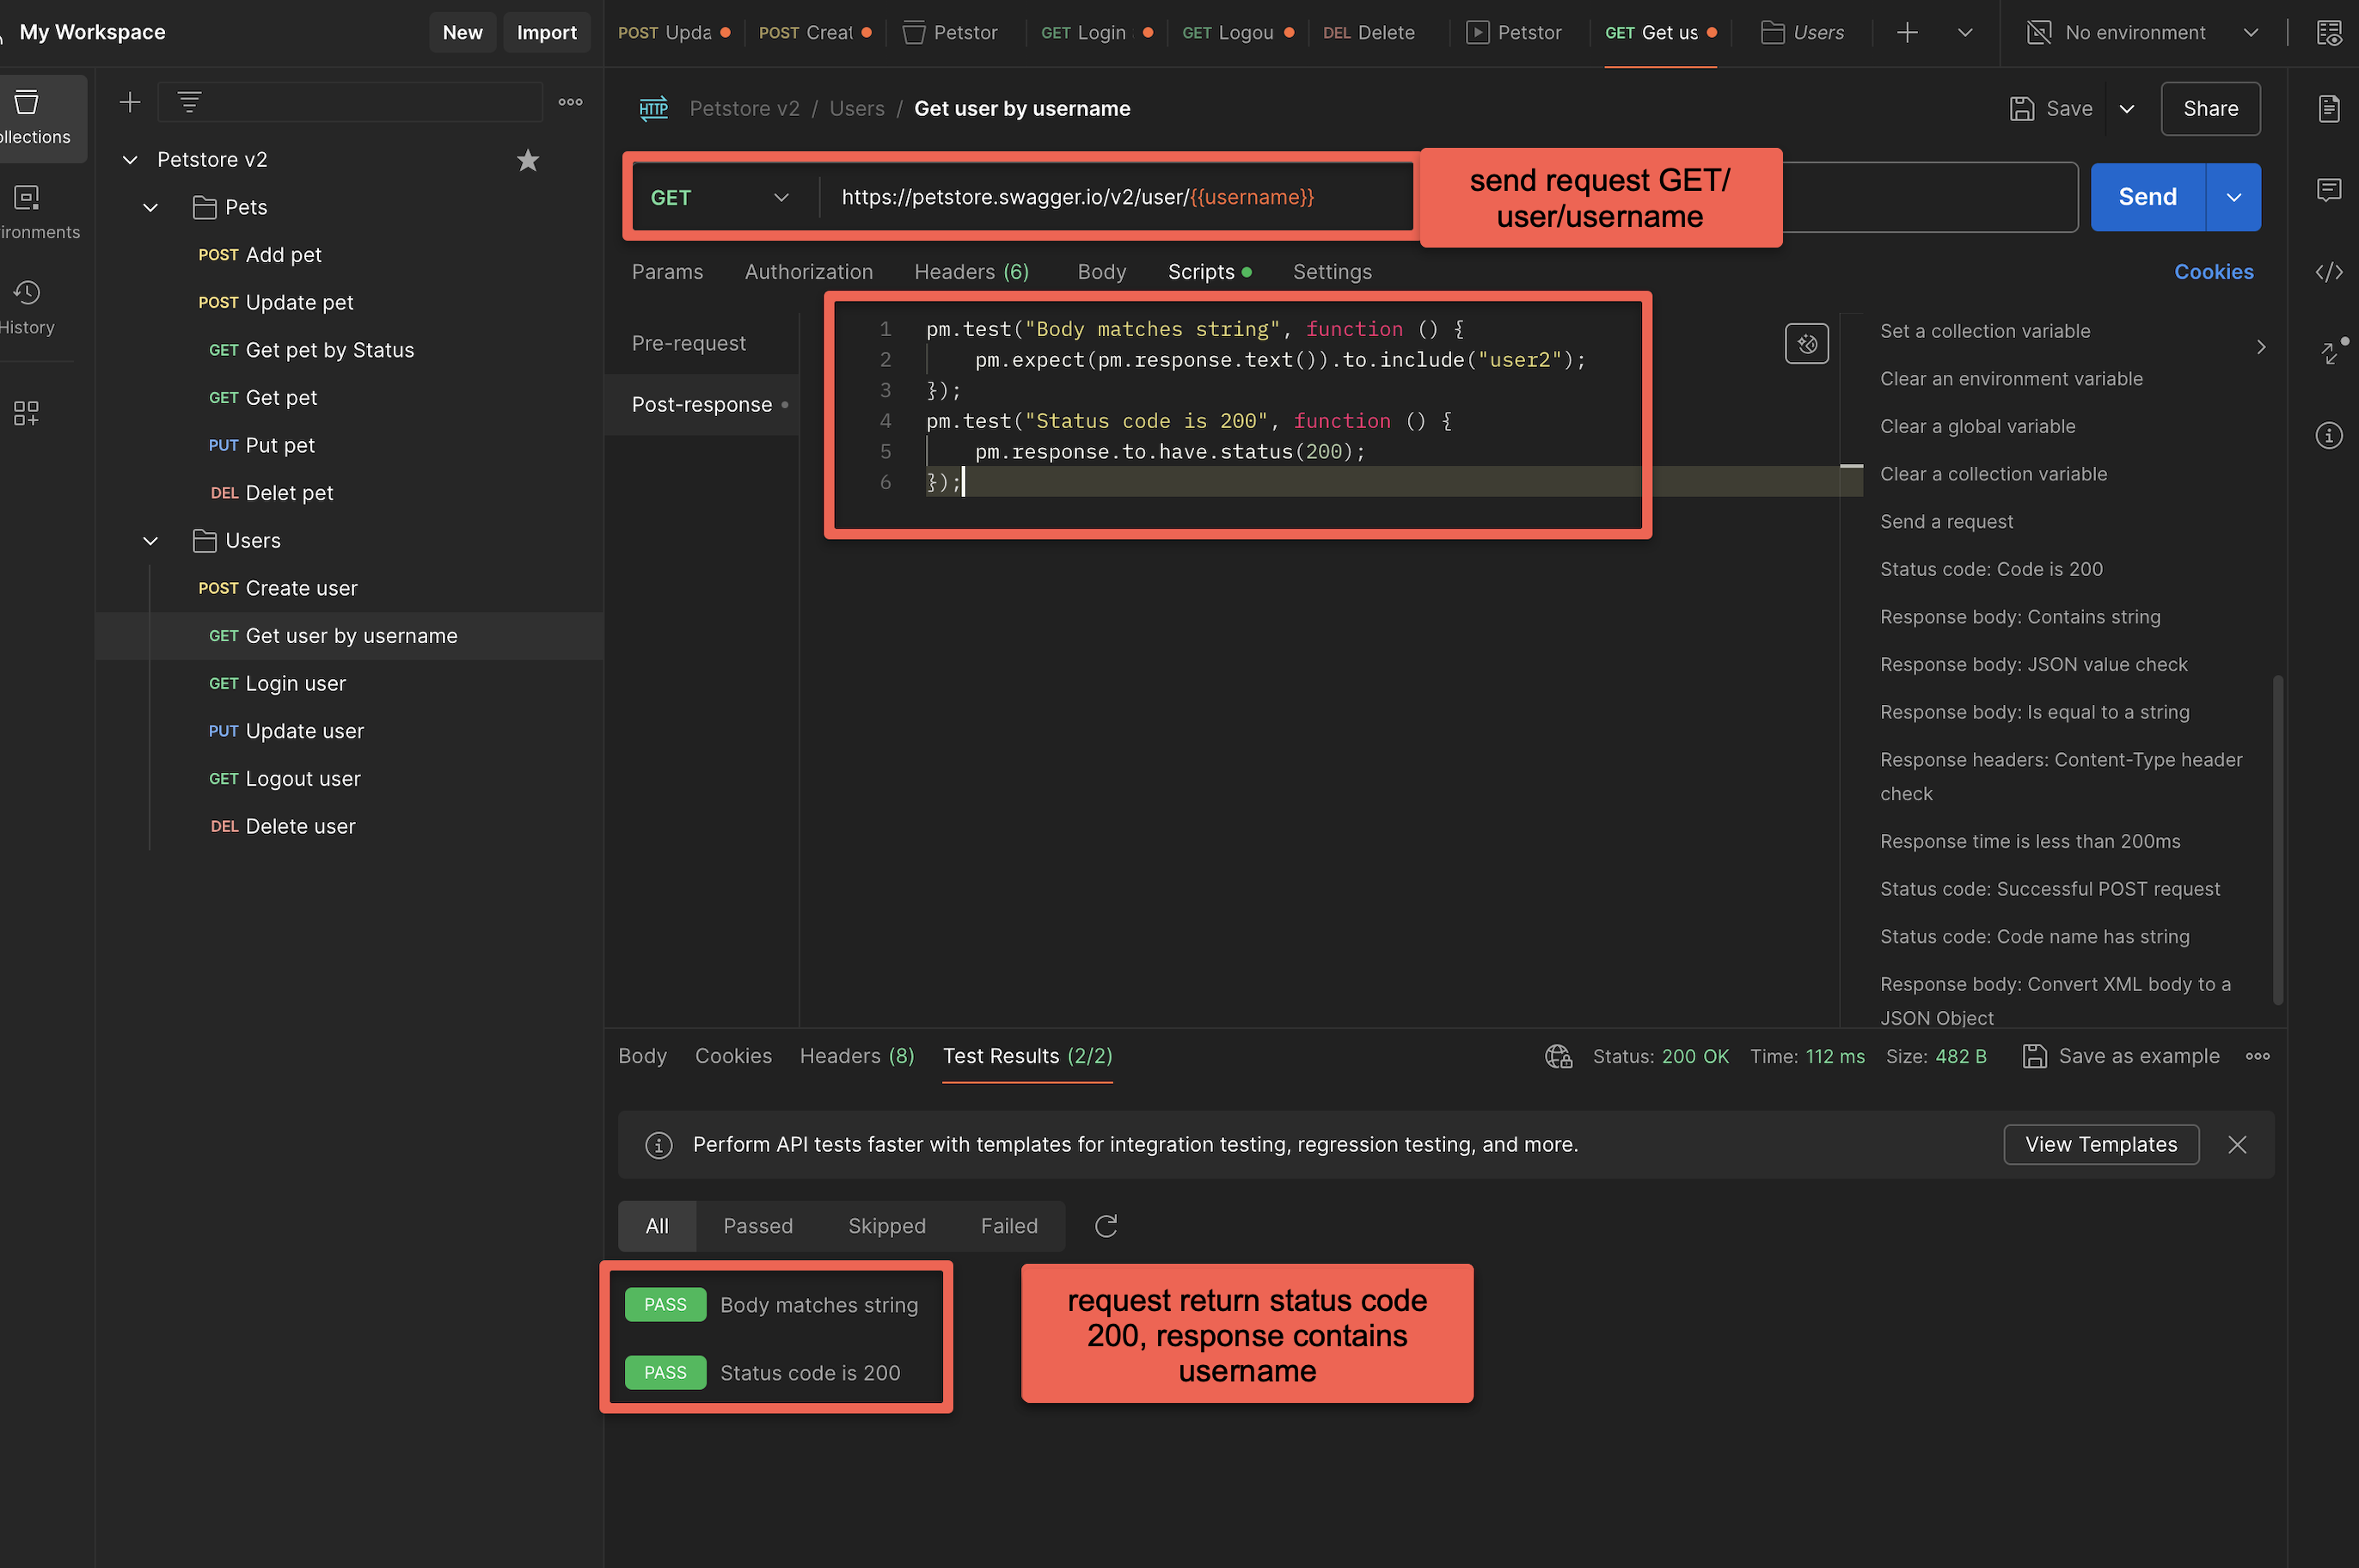 My Workspace
New
Import
POST Upda
POST Creat
Petstor
GET Login
GET Logou
DEL Delete
Petstor
GET Get us
Users
No environment
ollections
ironments
History
Petstore v2
Pets
POST Add pet
POST Update pet
GET Get pet by Status
GET Get pet
PUT Put pet
DEL Delet pet
Users
POST Create user
GET Get user by username
GET Login user
PUT Update user
GET Logout user
DEL Delete user
HTTP Petstore v2 / Users / Get user by username
Save
Share
GET
https://petstore.swagger.io/v2/user/{{username}}
send request GET/
user/username
Send
Params
Authorization
Headers (6)
Body
Scripts
Settings
Cookies
Pre-request
Post-response
1 pm.test("Body matches string", function () {
2 pm.expect(pm.response.text()).to.include("user2");
3 });
4 pm.test("Status code is 200", function () {
5 pm.response.to.have.status(200);
6 });
Set a collection variable
Clear an environment variable
Clear a global variable
Clear a collection variable
Send a request
Status code: Code is 200
Response body: Contains string
Response body: JSON value check
Response body: Is equal to a string
Response headers: Content-Type header
check
Response time is less than 200ms
Status code: Successful POST request
Status code: Code name has string
Response body: Convert XML body to a
JSON Object
Body
Cookies
Headers (8)
Test Results (2/2)
Status: 200 OK
Time: 112 ms
Size: 482 B
Save as example
Perform API tests faster with templates for integration testing, regression testing, and more.
View Templates
All
Passed
Skipped
Failed
PASS Body matches string
PASS Status code is 200
request return status code
200, response contains
username